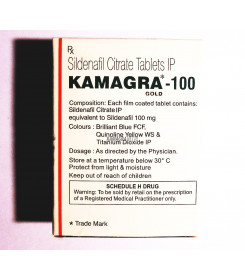 Rx
Sildenafil Citrate Tablets IP
KAMAGRA®-100
GOLD
Composition: Each film coated tablet contains:
Sildenafil Citrate IP
equivalent to Sildenafil 100 mg
Colours : Brilliant Blue FCF,
Quinoline Yellow WS &
Titanium Dioxide IP
Dosage : As directed by the Physician.
Store at a temperature below 30° C
Protect from light & moisture
Keep out of reach of children
SCHEDULE H DRUG
Warning: To be sold by retail on the prescription
of a Registered Medical Practitioner only.
* Trade Mark